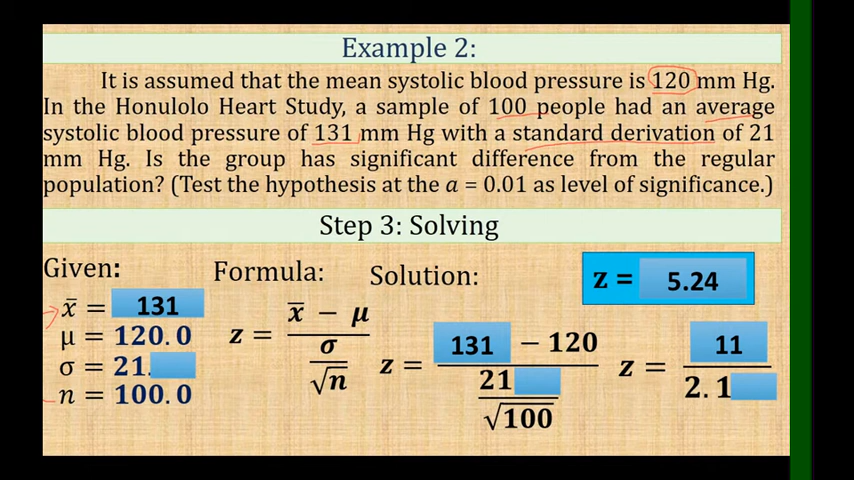 Example 2:
It is assumed that the mean systolic blood pressure is 120 mm Hg.
In the Honulolo Heart Study, a sample of 100 people had an average
systolic blood pressure of 131 mm Hg with a standard derivation of 21
mm Hg. Is the group has significant difference from the regular
population? (Test the hypothesis at the a = 0.01 as level of significance.)
Step 3: Solving
Given:
x̄ = 131
μ = 120.0
σ = 21.
n = 100.0
Formula:
z = (x̄ − μ) / (σ / √n)
Solution:
z = (131 − 120) / (21 / √100)
z = 11 / 2.1
z = 5.24